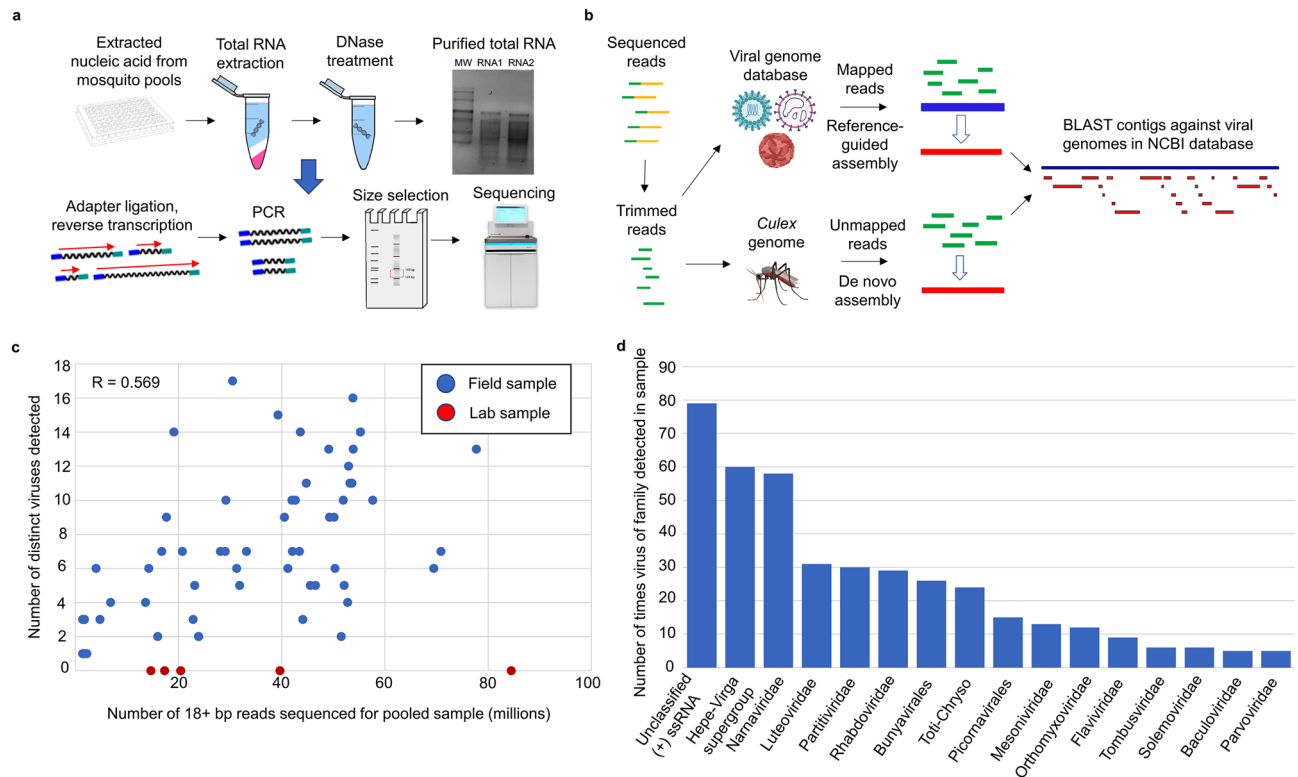 a
Extracted
nucleic acid from
mosquito pools
Total RNA
extraction
DNase
treatment
Purified total RNA
MW RNA1 RNA2
Adapter ligation,
reverse transcription
PCR
Size selection
Sequencing
b
Sequenced
reads
Trimmed
reads
Viral genome
database
Culex
genome
Mapped
reads
Reference-
guided
assembly
Unmapped
reads
De novo
assembly
BLAST contigs against viral
genomes in NCBI database
c
R = 0.569
Field sample
Lab sample
Number of distinct viruses detected
18
16
14
12
10
8
6
4
2
0
20
40
60
80
100
Number of 18+ bp reads sequenced for pooled sample (millions)
d
Number of times virus of family detected in sample
90
80
70
60
50
40
30
20
10
0
Unclassified
(+) ssRNA
Hepe-Virga
supergroup
Narnaviridae
Luteoviridae
Partitiviridae
Rhabdoviridae
Bunyavirales
Toti-Chryso
Picornavirales
Mesoniviridae
Orthomyxoviridae
Flaviviridae
Tombusviridae
Solemoviridae
Baculoviridae
Parvoviridae